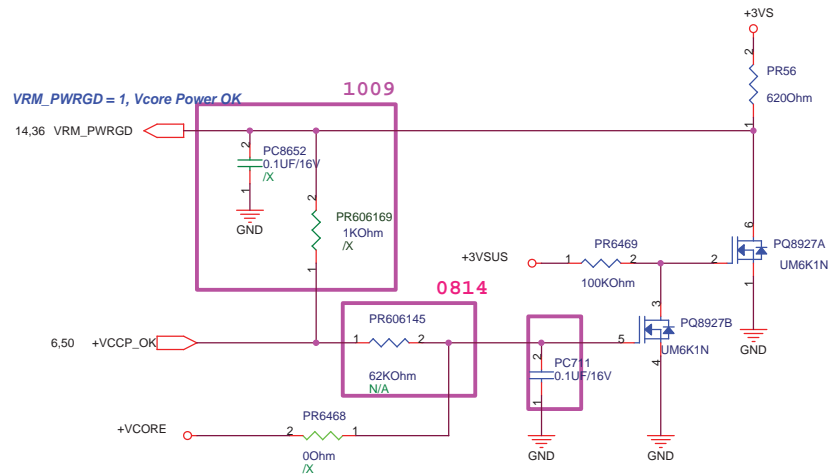 +3VS
2
PR56
620Ohm
1
1009
VRM_PWRGD = 1, Vcore Power OK
14,36 VRM_PWRGD
2
PC8652
0.1UF/16V
/X
1
GND
2
PR606169
1KOhm
/X
1
6
2
PQ8927A
UM6K1N
1
GND
+3VSUS
1
PR6469
2
100KOhm
0814
3
5
PQ8927B
UM6K1N
4
GND
6,50 +VCCP_OK
1
PR606145
2
62KOhm
N/A
2
PC711
0.1UF/16V
1
GND
+VCORE
2
PR6468
1
0Ohm
/X